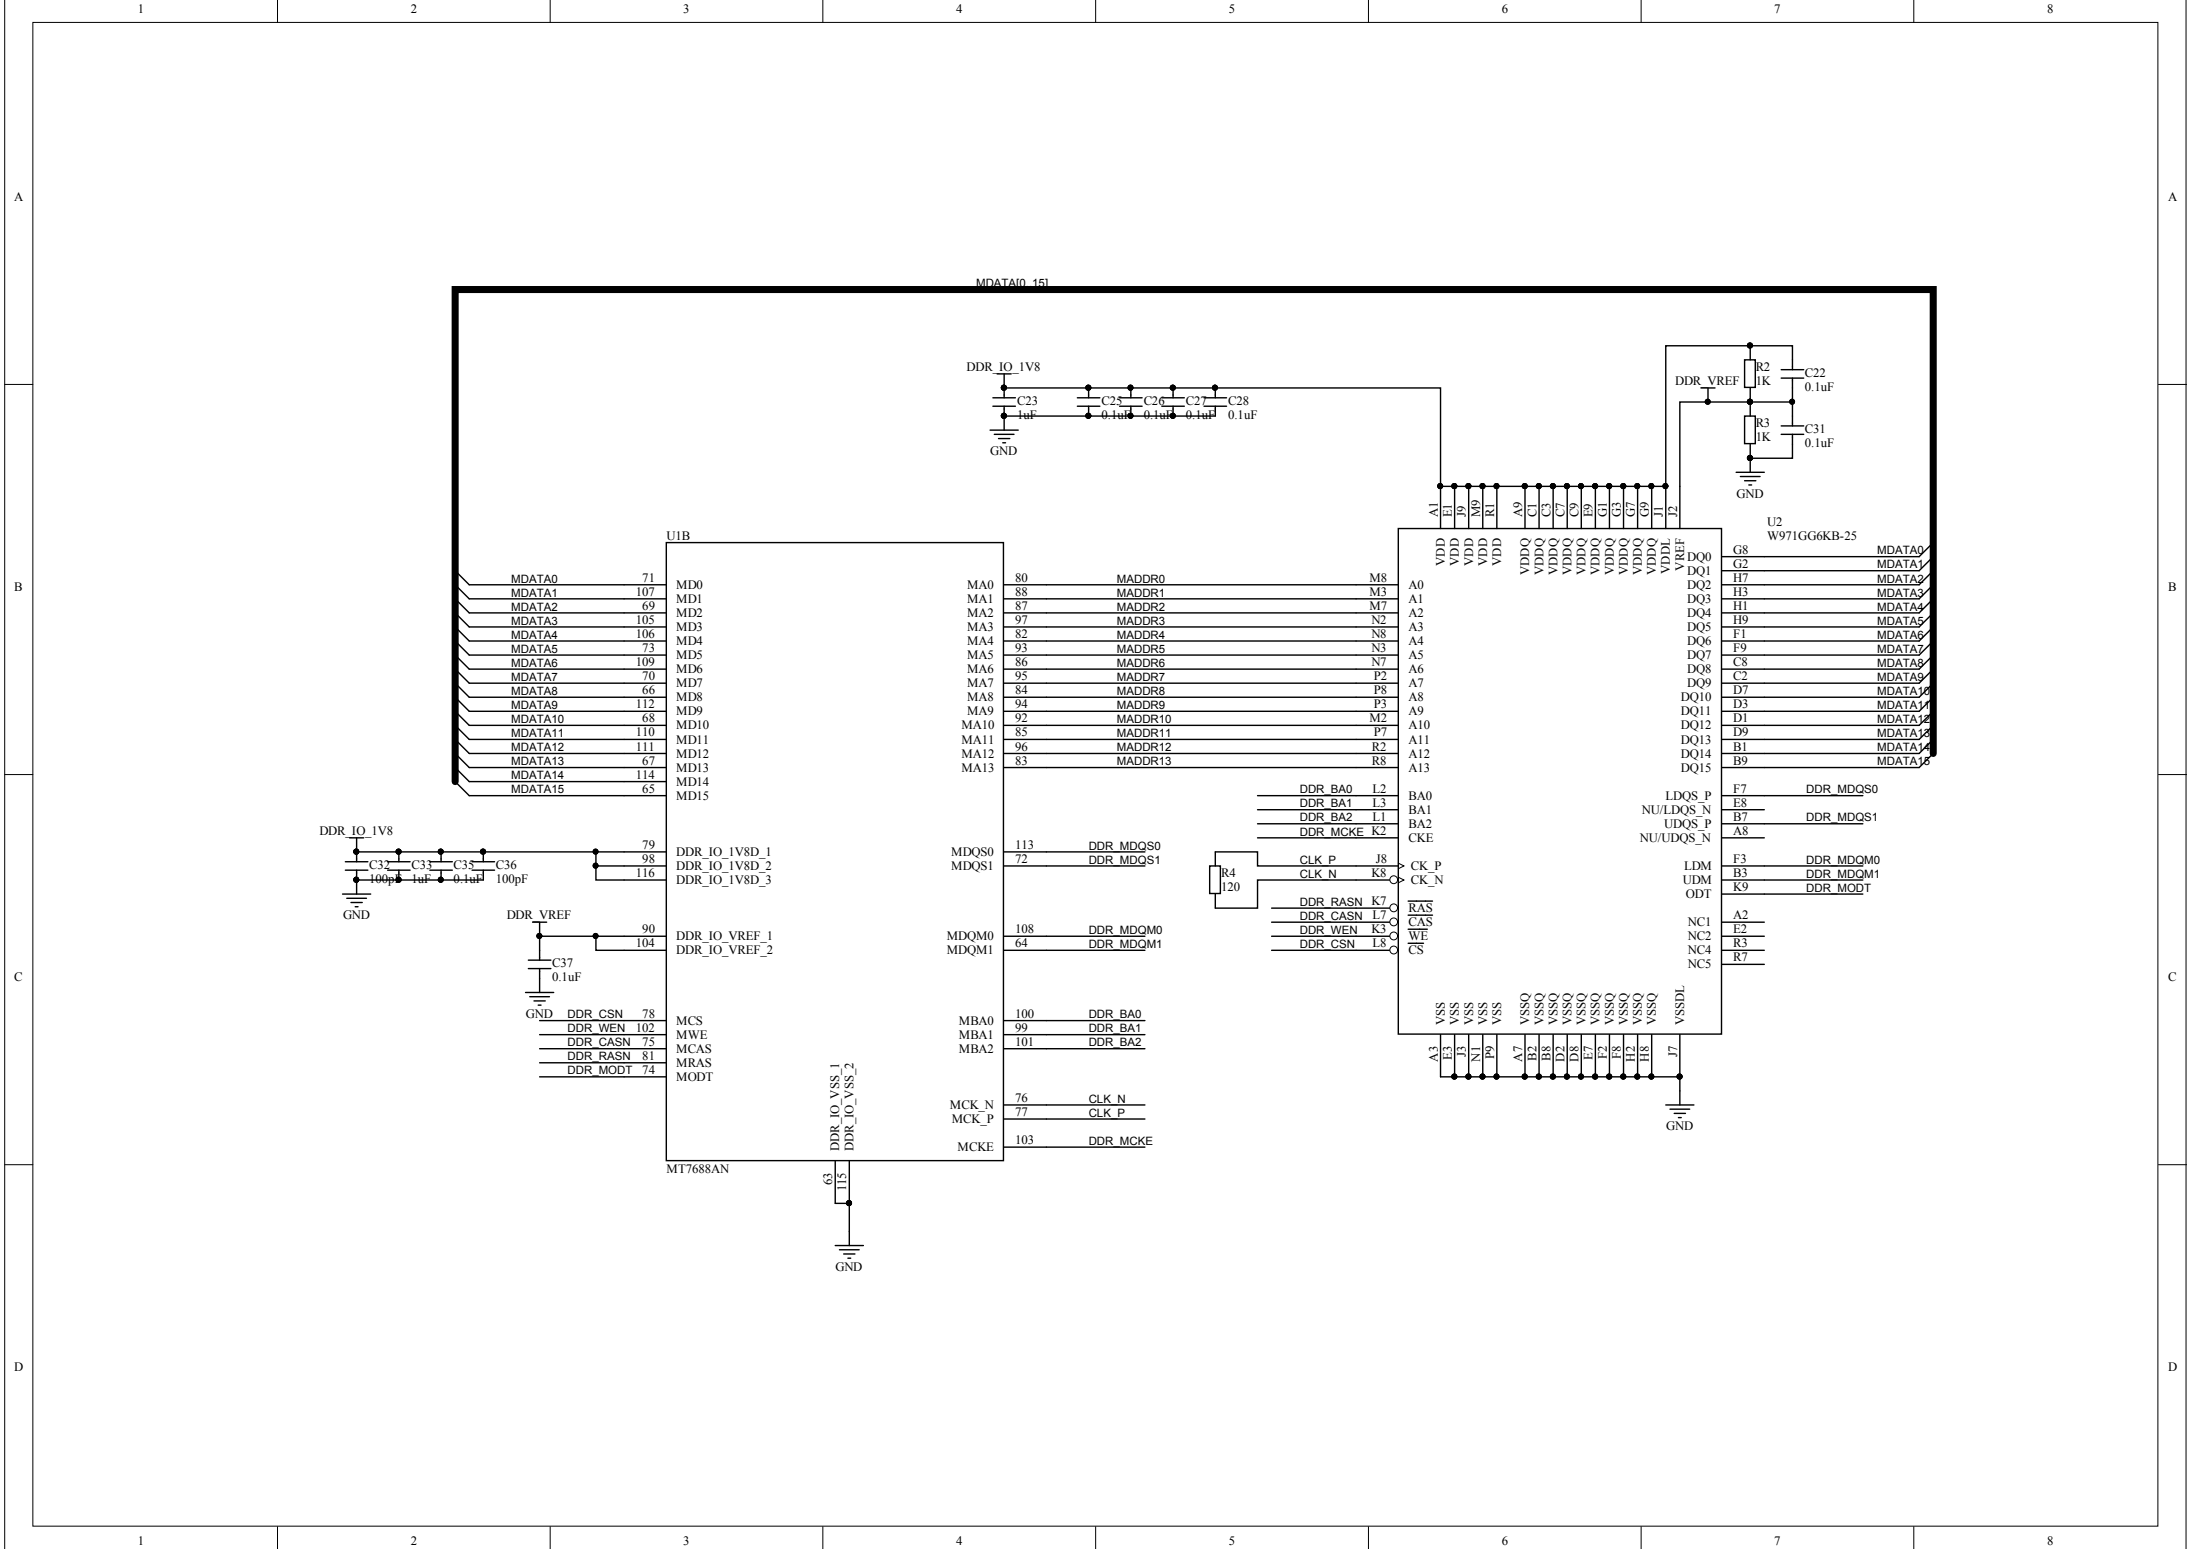 1 2 3 4 5 6 7 8
A A
MDATA[0..15]
DDR_IO_1V8
C23
1uF
C25
0.1uF
C26
0.1uF
C27
0.1uF
C28
0.1uF
GND
DDR_VREF
R2
1K
C22
0.1uF
R3
1K
C31
0.1uF
GND
A1 E1 J9 M9 R1 A9 C1 C3 C7 C9 E9 G1 G3 G7 G9 J1 J2
VDD VDD VDD VDD VDD VDDQ VDDQ VDDQ VDDQ VDDQ VDDQ VDDQ VDDQ VDDQ VDDQ VDDL VREF
U2
W971GG6KB-25
U1B
B B
MDATA0 71 MD0
MDATA1 107 MD1
MDATA2 69 MD2
MDATA3 105 MD3
MDATA4 106 MD4
MDATA5 73 MD5
MDATA6 109 MD6
MDATA7 70 MD7
MDATA8 66 MD8
MDATA9 112 MD9
MDATA10 68 MD10
MDATA11 110 MD11
MDATA12 111 MD12
MDATA13 67 MD13
MDATA14 114 MD14
MDATA15 65 MD15
MA0 80 MADDR0 M8 A0
MA1 88 MADDR1 M3 A1
MA2 87 MADDR2 M7 A2
MA3 97 MADDR3 N2 A3
MA4 82 MADDR4 N8 A4
MA5 93 MADDR5 N3 A5
MA6 86 MADDR6 N7 A6
MA7 95 MADDR7 P2 A7
MA8 84 MADDR8 P8 A8
MA9 94 MADDR9 P3 A9
MA10 92 MADDR10 M2 A10
MA11 85 MADDR11 P7 A11
MA12 96 MADDR12 R2 A12
MA13 83 MADDR13 R8 A13
DQ0 G8 MDATA0
DQ1 G2 MDATA1
DQ2 H7 MDATA2
DQ3 H3 MDATA3
DQ4 H1 MDATA4
DQ5 H9 MDATA5
DQ6 F1 MDATA6
DQ7 F9 MDATA7
DQ8 C8 MDATA8
DQ9 C2 MDATA9
DQ10 D7 MDATA10
DQ11 D3 MDATA11
DQ12 D1 MDATA12
DQ13 D9 MDATA13
DQ14 B1 MDATA14
DQ15 B9 MDATA15
DDR_BA0 L2 BA0
DDR_BA1 L3 BA1
DDR_BA2 L1 BA2
DDR_MCKE K2 CKE
LDQS_P F7 DDR_MDQS0
NU/LDQS_N E8
UDQS_P B7 DDR_MDQS1
NU/UDQS_N A8
DDR_IO_1V8
C32
100pF
C33
1uF
C35
0.1uF
C36
100pF
GND
79 DDR_IO_1V8D_1
98 DDR_IO_1V8D_2
116 DDR_IO_1V8D_3
MDQS0 113 DDR_MDQS0
MDQS1 72 DDR_MDQS1
R4
120
CLK_P J8 CK_P
CLK_N K8 CK_N
LDM F3 DDR_MDQM0
UDM B3 DDR_MDQM1
ODT K9 DDR_MODT
DDR_VREF
90 DDR_IO_VREF_1
104 DDR_IO_VREF_2
C37
0.1uF
GND
MDQM0 108 DDR_MDQM0
MDQM1 64 DDR_MDQM1
DDR_RASN K7 RAS
DDR_CASN L7 CAS
DDR_WEN K3 WE
DDR_CSN L8 CS
NC1 A2
NC2 E2
NC4 R3
NC5 R7
C C
DDR_CSN 78 MCS
DDR_WEN 102 MWE
DDR_CASN 75 MCAS
DDR_RASN 81 MRAS
DDR_MODT 74 MODT
MBA0 100 DDR_BA0
MBA1 99 DDR_BA1
MBA2 101 DDR_BA2
MCK_N 76 CLK_N
MCK_P 77 CLK_P
MCKE 103 DDR_MCKE
VSS VSS VSS VSS VSS VSSQ VSSQ VSSQ VSSQ VSSQ VSSQ VSSQ VSSQ VSSQ VSSQ VSSDL
A3 E3 J3 N1 P9 A7 B2 B8 D2 D8 E7 F2 F8 H2 H8 J7
GND
DDR_IO_VSS_1
DDR_IO_VSS_2
MT7688AN
63 115
GND
D D
1 2 3 4 5 6 7 8